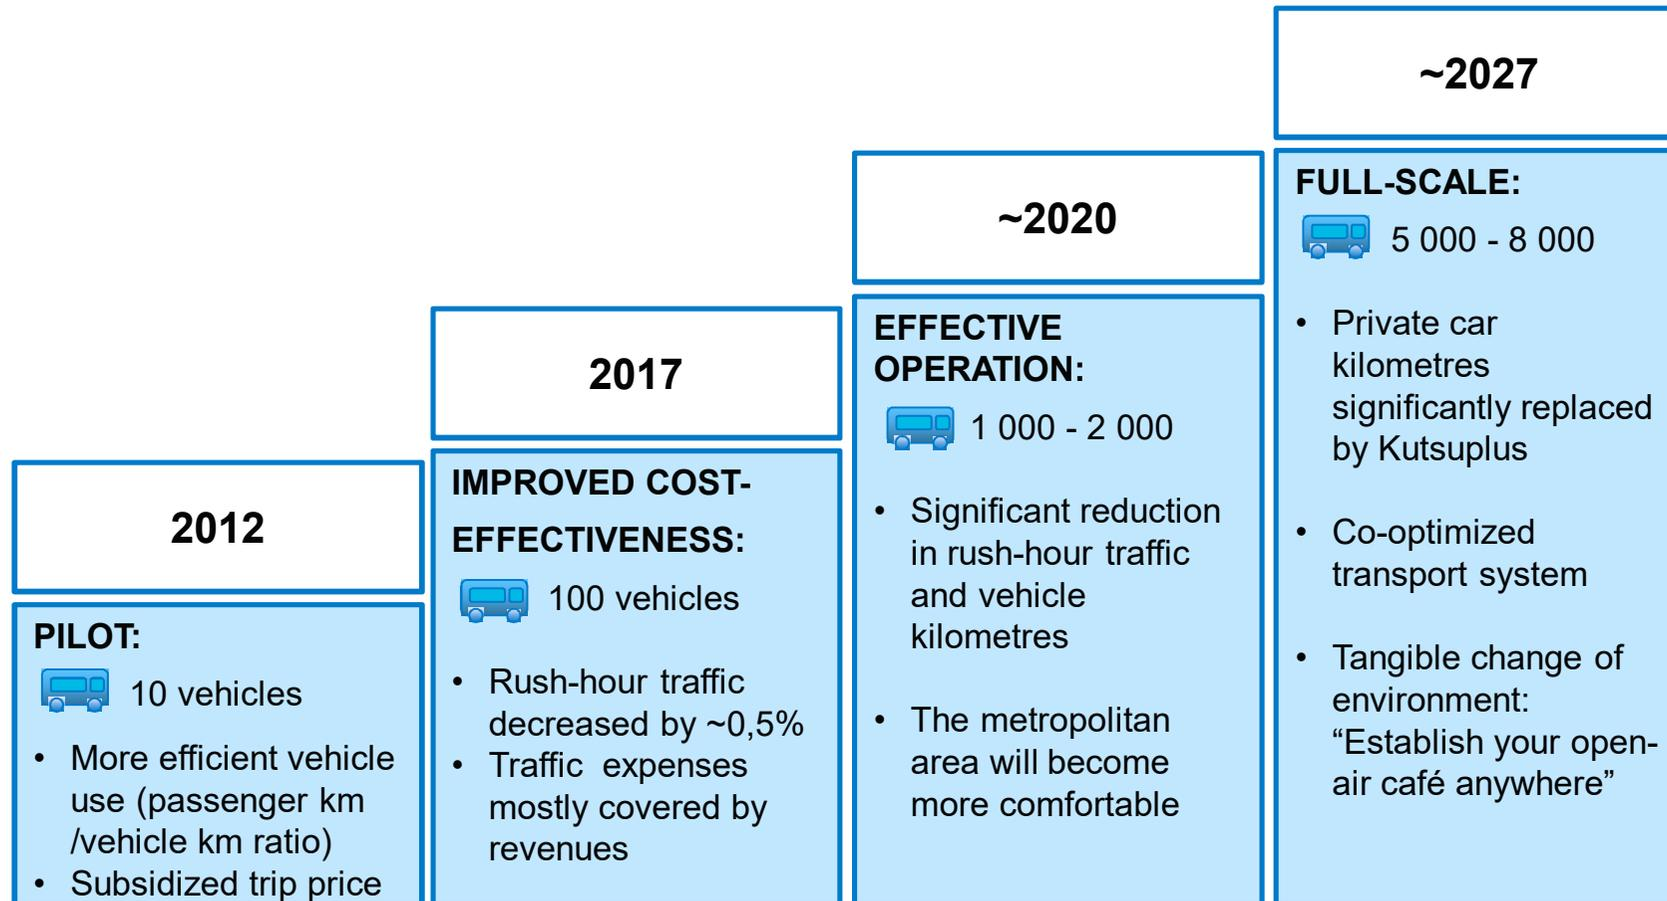 2012
PILOT:
10 vehicles
• More efficient vehicle
use (passenger km
/vehicle km ratio)
• Subsidized trip price
2017
IMPROVED COST-
EFFECTIVENESS:
100 vehicles
• Rush-hour traffic
decreased by ~0,5%
• Traffic expenses
mostly covered by
revenues
~2020
EFFECTIVE
OPERATION:
1 000 - 2 000
• Significant reduction
in rush-hour traffic
and vehicle
kilometres
• The metropolitan
area will become
more comfortable
~2027
FULL-SCALE:
5 000 - 8 000
• Private car
kilometres
significantly replaced
by Kutsuplus
• Co-optimized
transport system
• Tangible change of
environment:
“Establish your open-
air café anywhere”